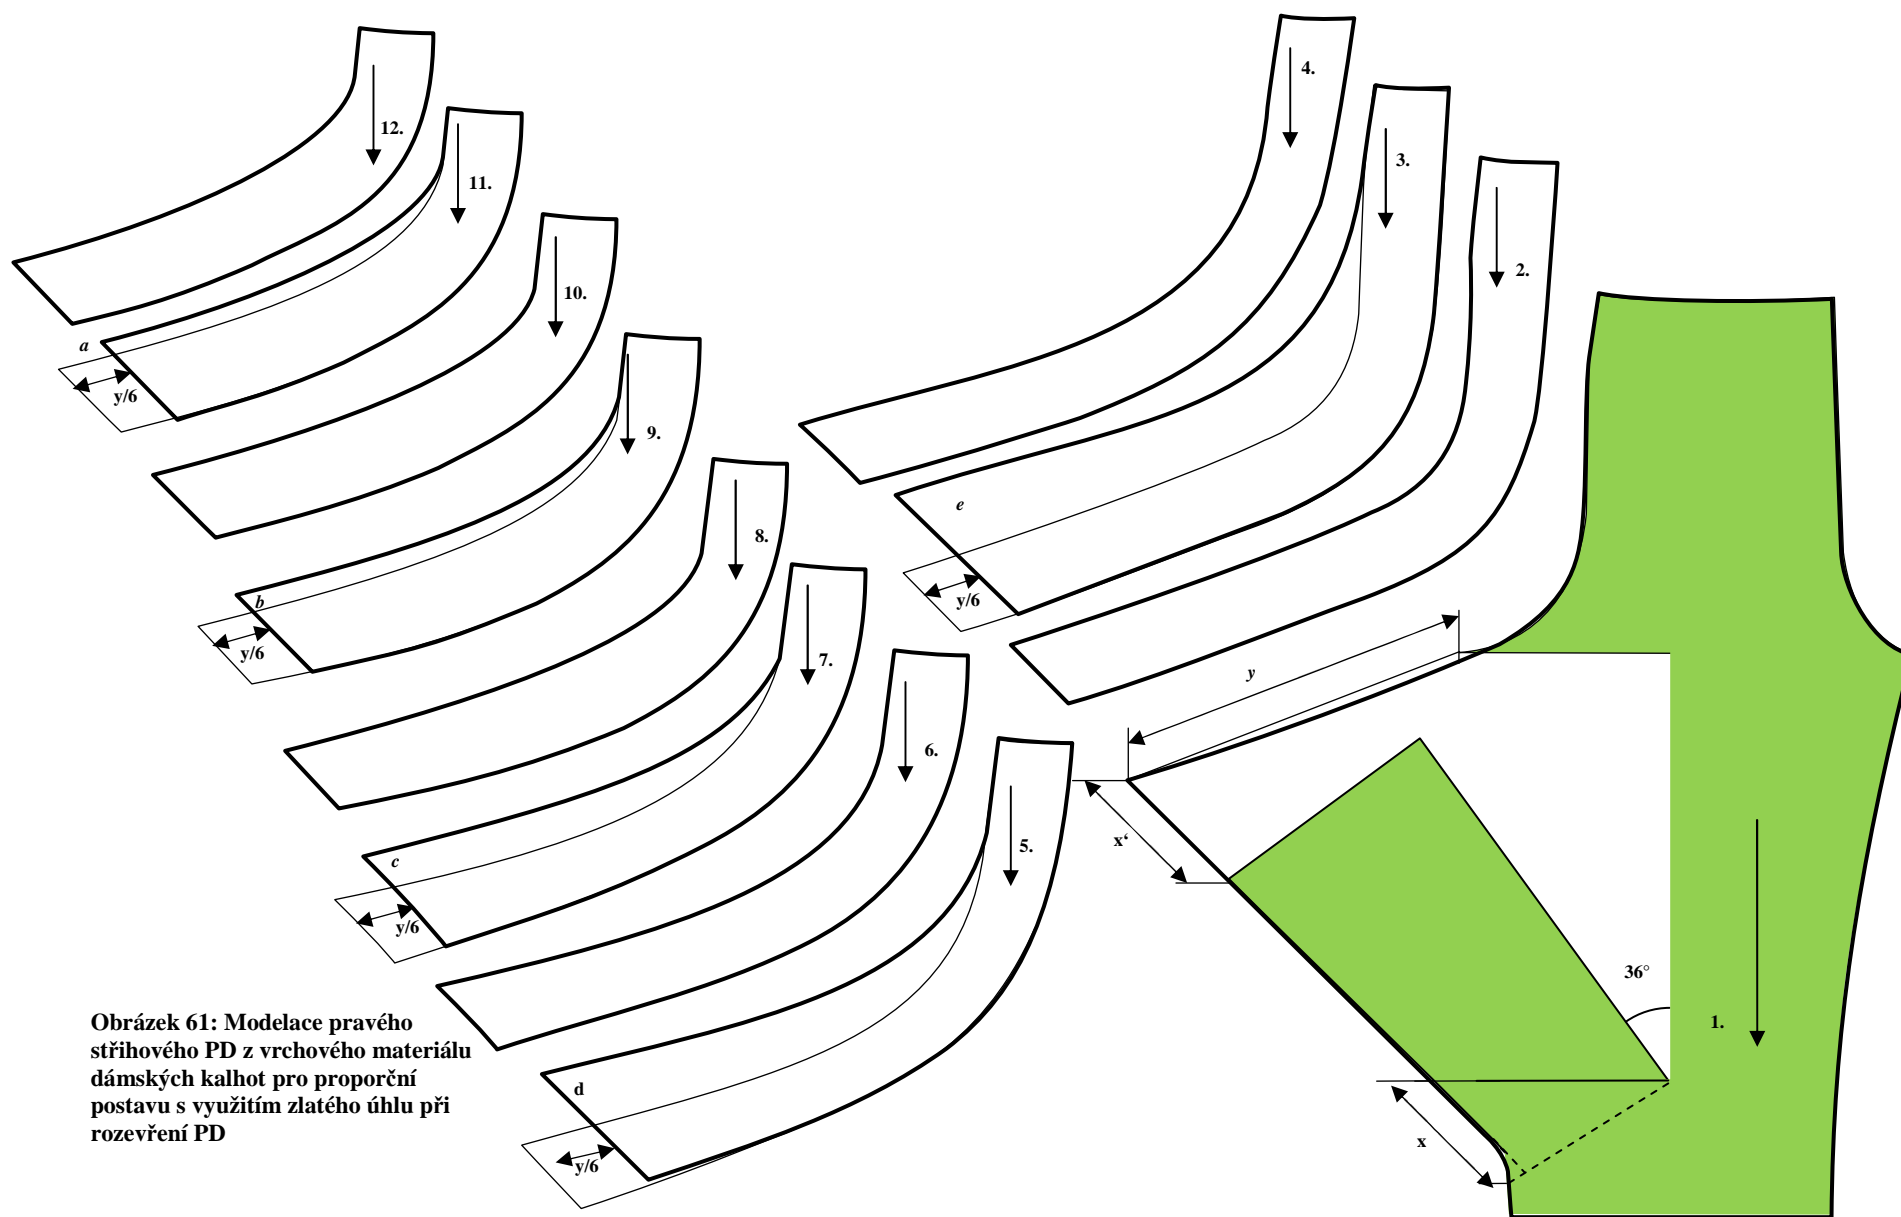 4.
12.
3.
11.
2.
10.
a
y/6
9.
e
8.
b
y/6
y/6
7.
y
6.
x‘
5.
c
y/6
36°
1.
Obrázek 61: Modelace pravého
střihového PD z vrchového materiálu
dámských kalhot pro proporční
postavu s využitím zlatého úhlu při
rozevření PD
d
x
y/6